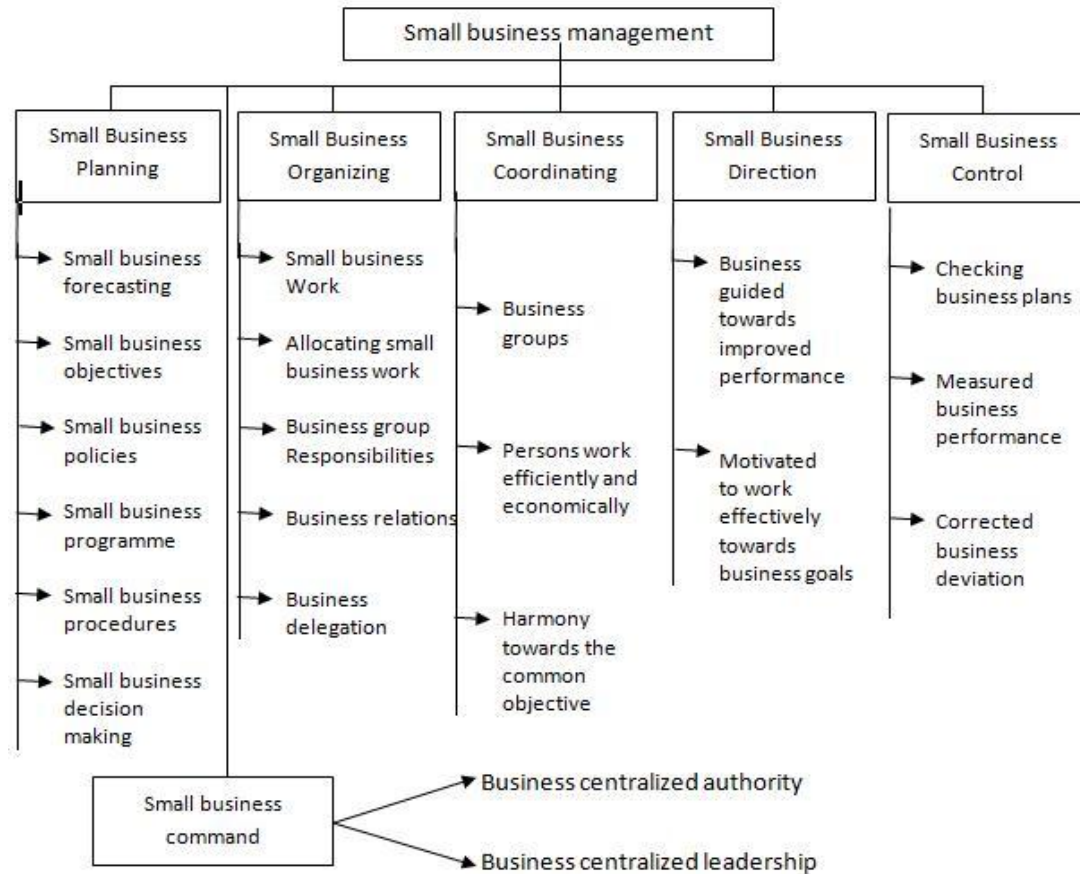 Small business management
Small Business
Planning
Small business
forecasting
Small business
objectives
Small business
policies
Small business
programme
Small business
procedures
Small business
decision
making
Small Business
Organizing
Small business
Work
Allocating small
business work
Business group
Responsibilities
Business relations
Business
delegation
Small Business
Coordinating
Business
groups
Persons work
efficiently and
economically
Harmony
towards the
common
objective
Small Business
Direction
Business
guided
towards
improved
performance
Motivated
to work
effectively
towards
business goals
Small Business
Control
Checking
business plans
Measured
business
performance
Corrected
business
deviation
Small business
command
Business centralized authority
Business centralized leadership